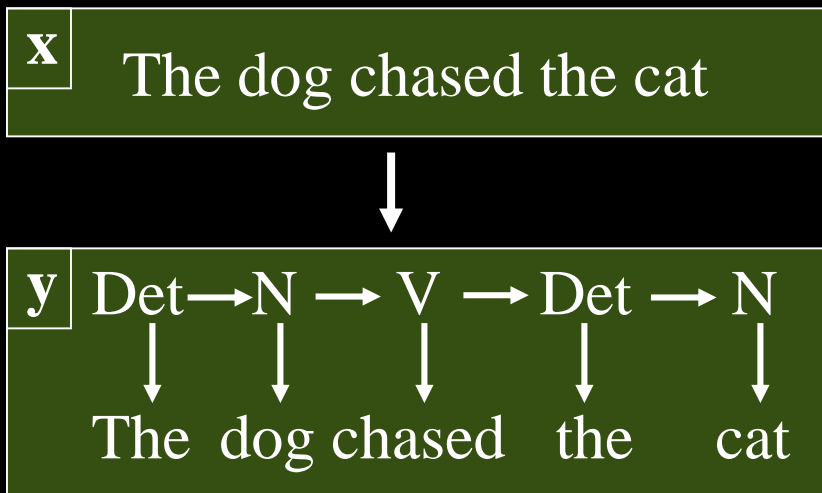 x
The dog chased the cat
y
Det N V Det N
The dog chased the cat